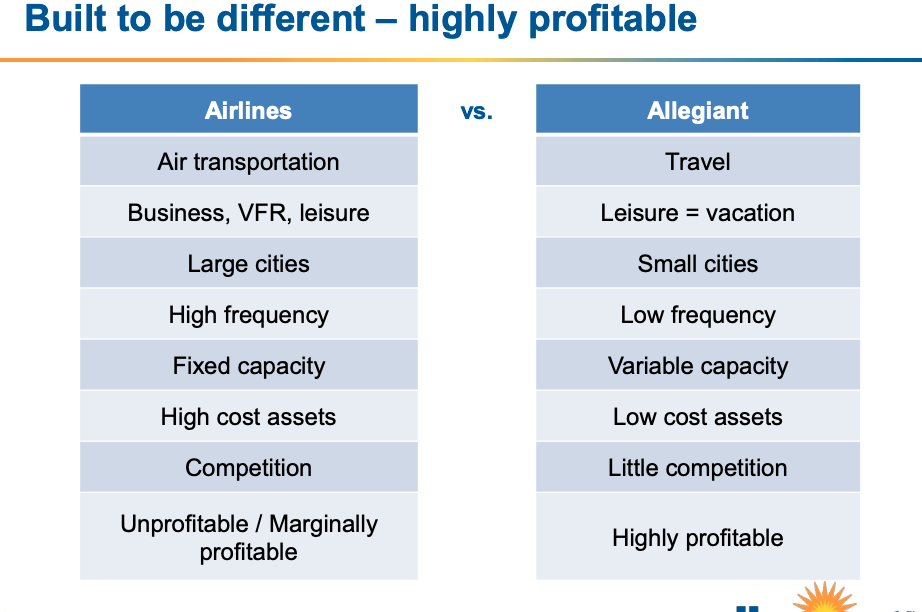 Built to be different – highly profitable
Airlines
vs.
Allegiant
Air transportation
Travel
Business, VFR, leisure
Leisure = vacation
Large cities
Small cities
High frequency
Low frequency
Fixed capacity
Variable capacity
High cost assets
Low cost assets
Competition
Little competition
Unprofitable / Marginally
profitable
Highly profitable